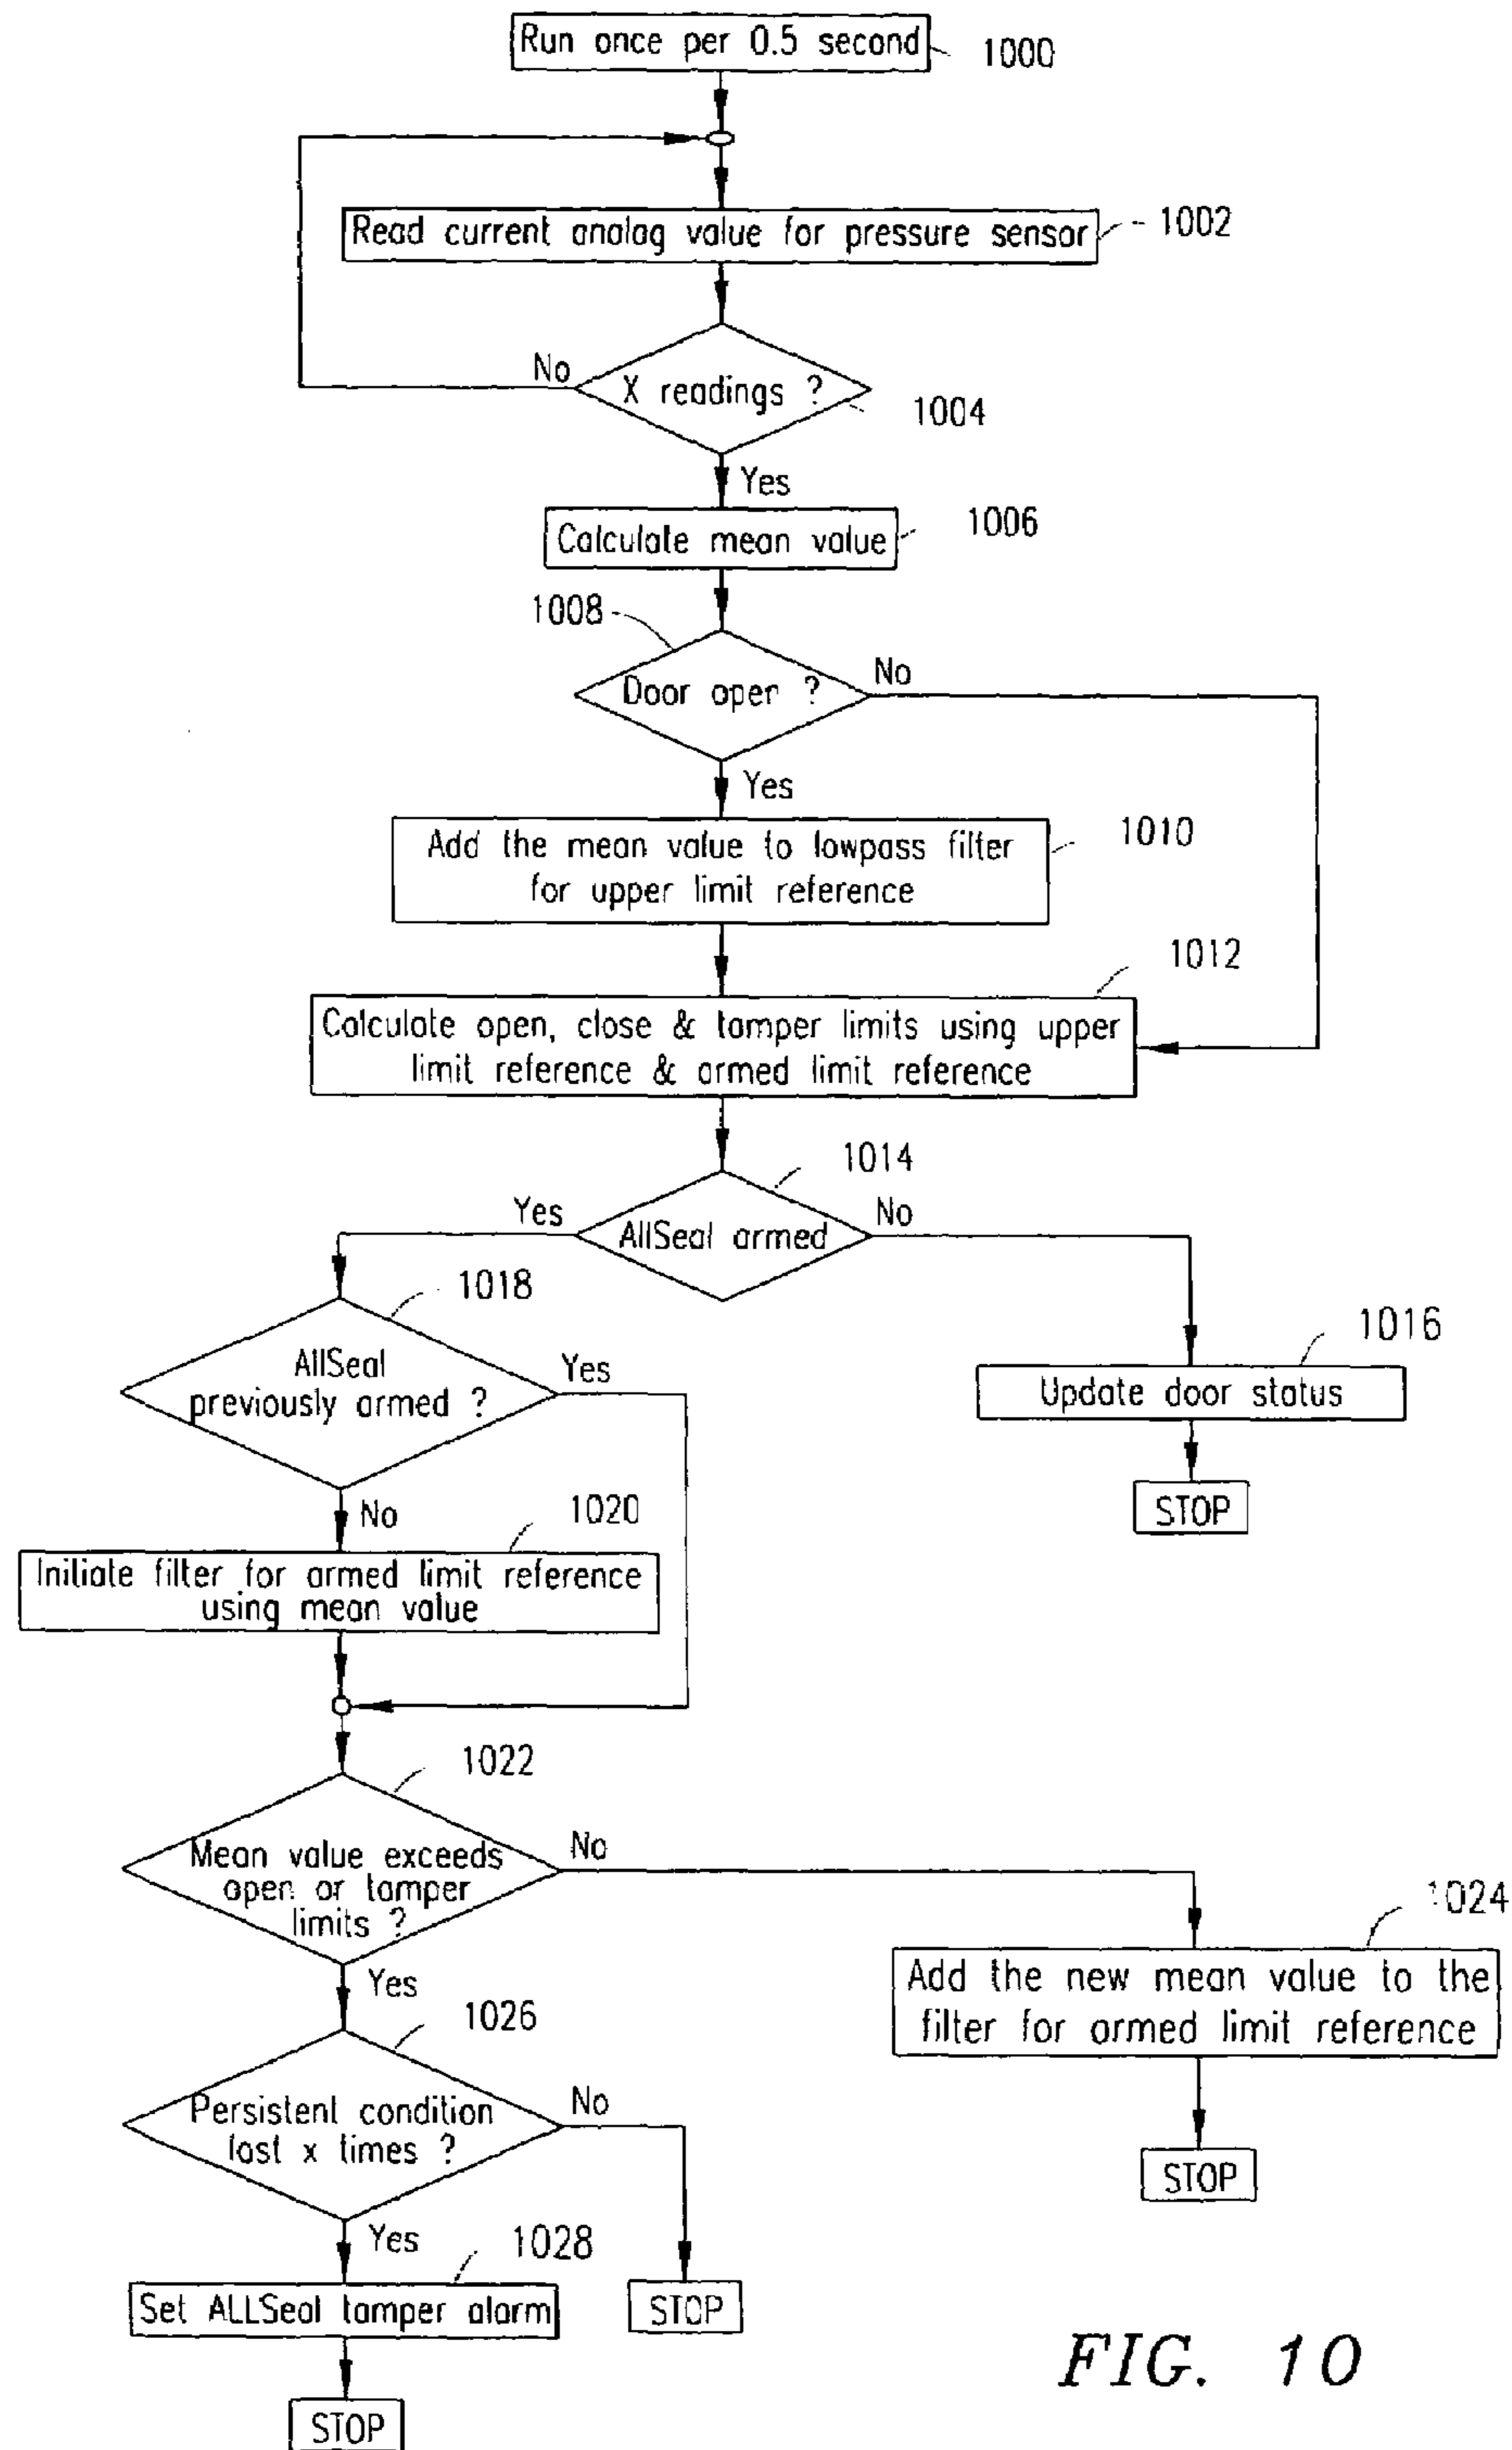 Run once per 0.5 second
1000
Read current analog value for pressure sensor
1002
No
X readings ?
1004
Yes
Calculate mean value
1006
1008
Door open ?
No
Yes
Add the mean value to lowpass filter
for upper limit reference
1010
1012
Calculate open, close & tamper limits using upper
limit reference & armed limit reference
1014
Yes
AllSeal armed
No
1018
AllSeal
previously armed ?
Yes
1016
Update door status
STOP
No
1020
Initiate filter for armed limit reference
using mean value
1022
Mean value exceeds
open or tamper
limits ?
No
1024
Add the new mean value to the
filter for armed limit reference
STOP
Yes
1026
Persistent condition
last x times ?
No
Yes
1028
Set ALLSeal tamper alarm
STOP
STOP
FIG. 10